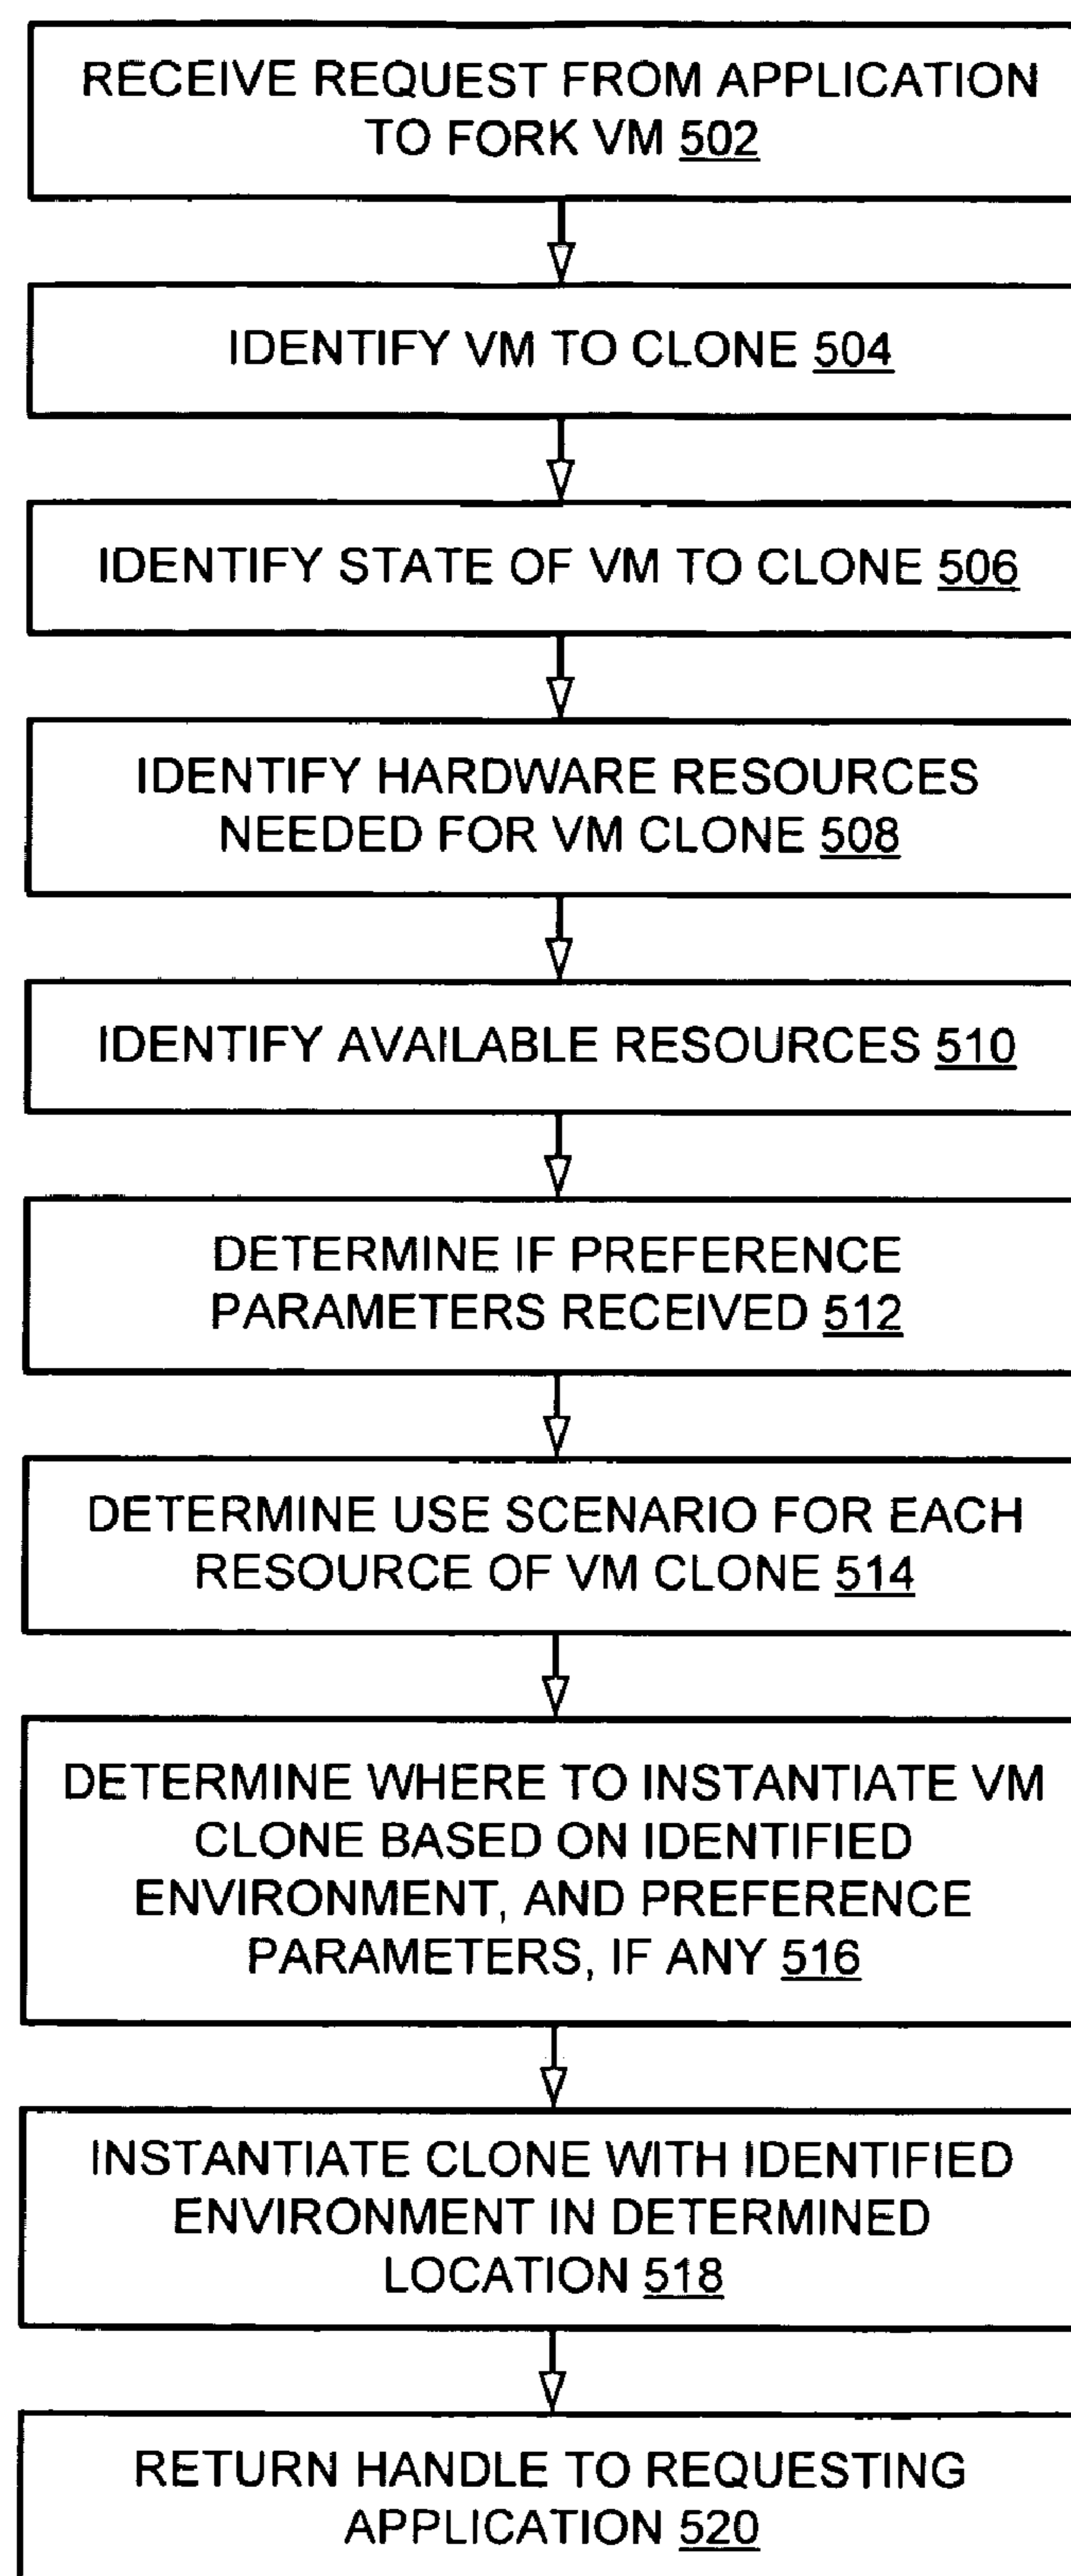 RECEIVE REQUEST FROM APPLICATION
TO FORK VM 502
IDENTIFY VM TO CLONE 504
IDENTIFY STATE OF VM TO CLONE 506
IDENTIFY HARDWARE RESOURCES
NEEDED FOR VM CLONE 508
IDENTIFY AVAILABLE RESOURCES 510
DETERMINE IF PREFERENCE
PARAMETERS RECEIVED 512
DETERMINE USE SCENARIO FOR EACH
RESOURCE OF VM CLONE 514
DETERMINE WHERE TO INSTANTIATE VM
CLONE BASED ON IDENTIFIED
ENVIRONMENT, AND PREFERENCE
PARAMETERS, IF ANY 516
INSTANTIATE CLONE WITH IDENTIFIED
ENVIRONMENT IN DETERMINED
LOCATION 518
RETURN HANDLE TO REQUESTING
APPLICATION 520